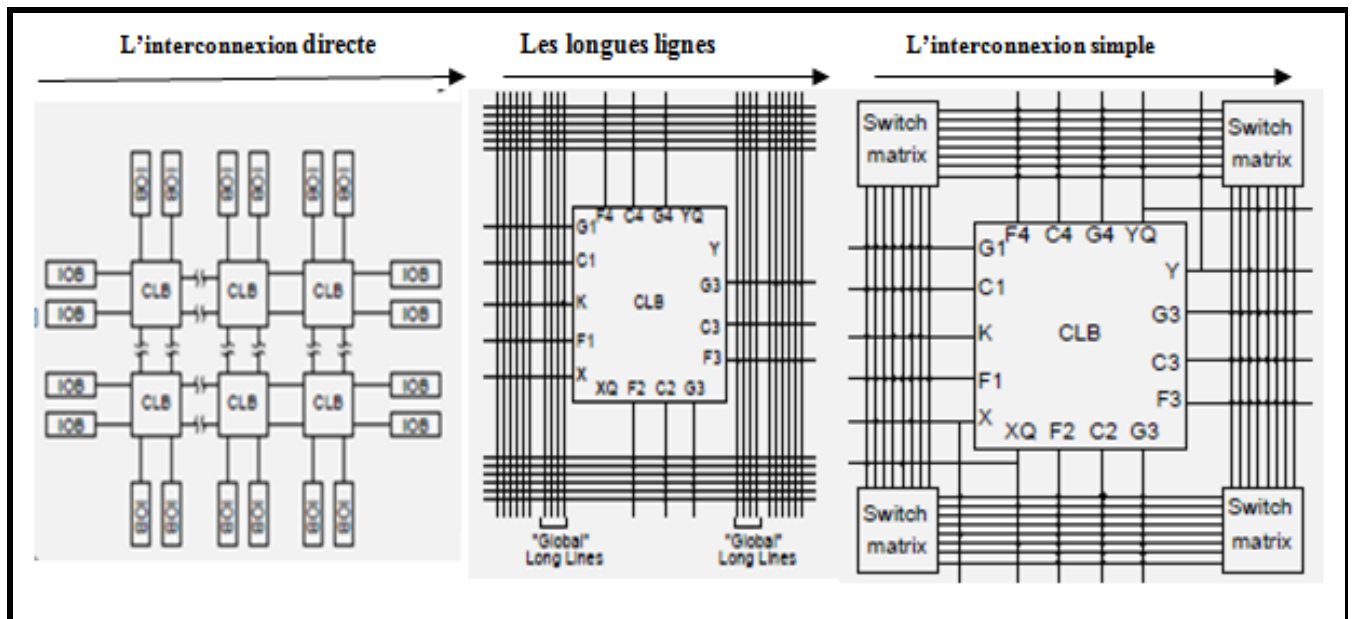 L'interconnexion directe
Les longues lignes
L'interconnexion simple
IOB IOB IOB IOB IOB IOB
IOB CLB CLB CLB IOB
IOB IOB
IOB CLB CLB CLB IOB
IOB IOB
IOB IOB IOB IOB IOB IOB
F4 C4 G4 YQ
G1
Y
C1
G3
K CLB
C3
F1
F3
X
XQ F2 C2 G3
"Global"
Long Lines
"Global"
Long Lines
Switch
matrix
Switch
matrix
F4 C4 G4 YQ
G1
Y
C1
G3
K CLB
C3
F1
F3
X
XQ F2 C2 G3
Switch
matrix
Switch
matrix